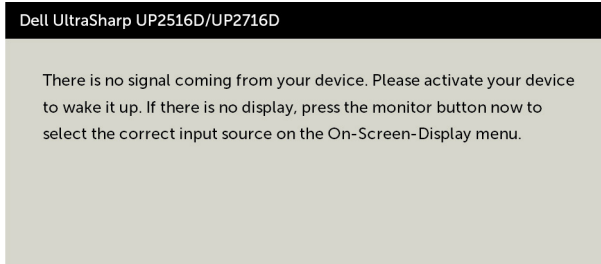 Dell UltraSharp UP2516D/UP2716D
There is no signal coming from your device. Please activate your device
to wake it up. If there is no display, press the monitor button now to
select the correct input source on the On-Screen-Display menu.